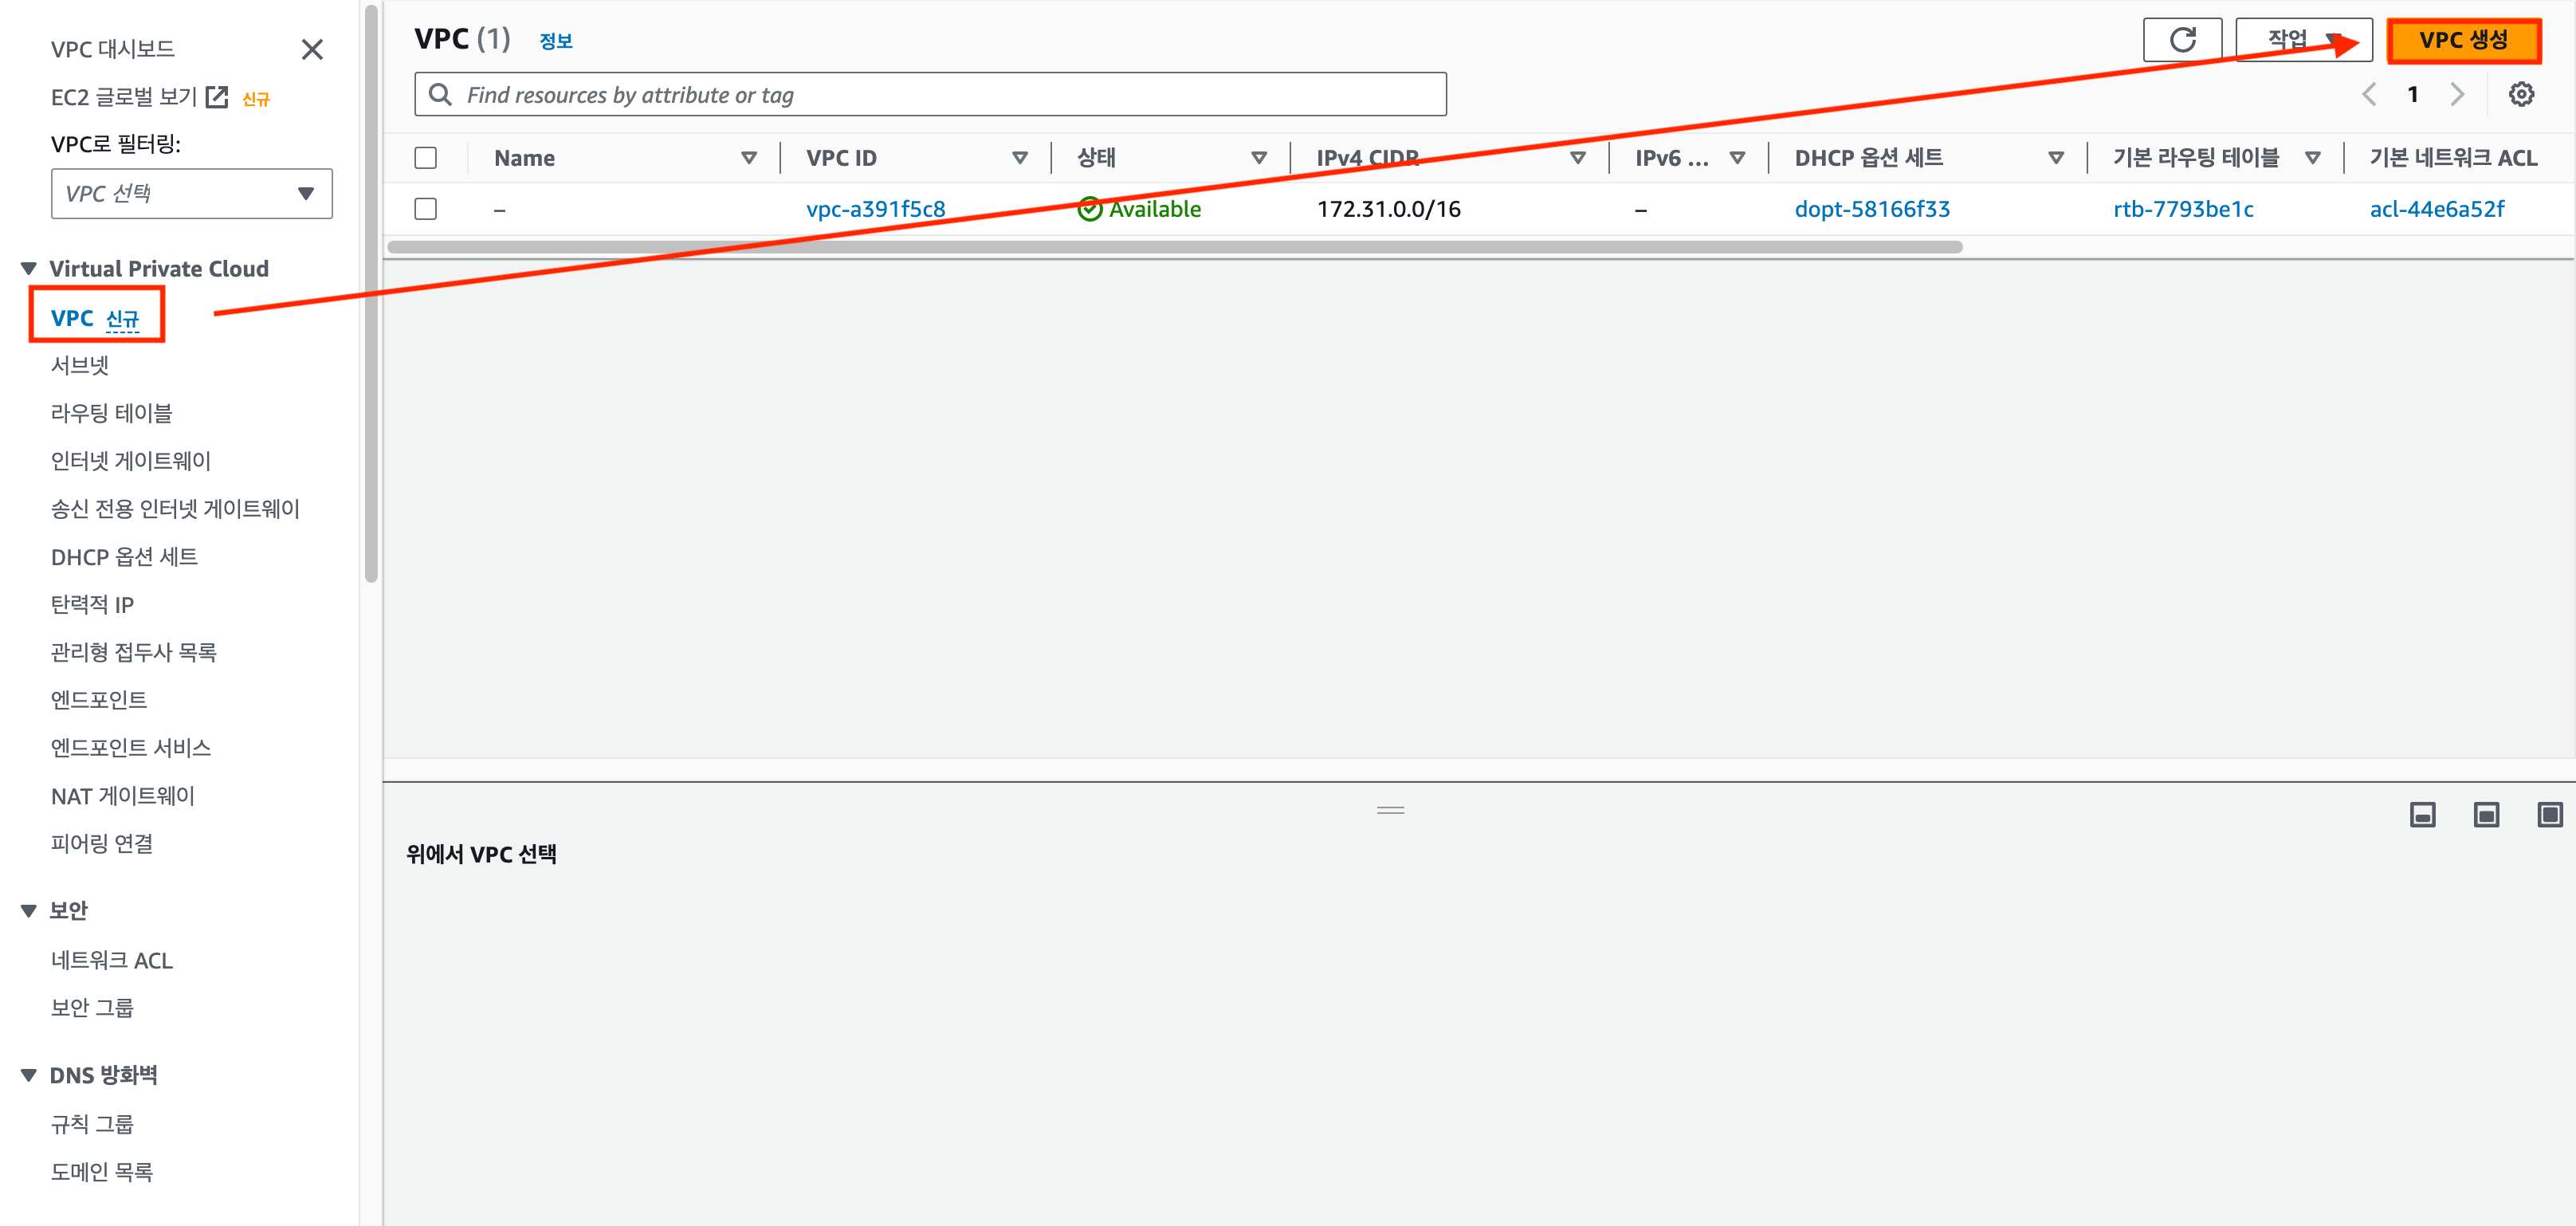 VPC 대시보드
EC2 글로벌 보기 신규
VPC로 필터링:
VPC 선택
Virtual Private Cloud
VPC 신규
서브넷
라우팅 테이블
인터넷 게이트웨이
송신 전용 인터넷 게이트웨이
DHCP 옵션 세트
탄력적 IP
관리형 접두사 목록
엔드포인트
엔드포인트 서비스
NAT 게이트웨이
피어링 연결
보안
네트워크 ACL
보안 그룹
DNS 방화벽
규칙 그룹
도메인 목록
VPC (1) 정보
작업
VPC 생성
Find resources by attribute or tag
1
Name VPC ID 상태 IPv4 CIDR IPv6 ... DHCP 옵션 세트 기본 라우팅 테이블 기본 네트워크 ACL
– vpc-a391f5c8 Available 172.31.0.0/16 – dopt-58166f33 rtb-7793be1c acl-44e6a52f
위에서 VPC 선택